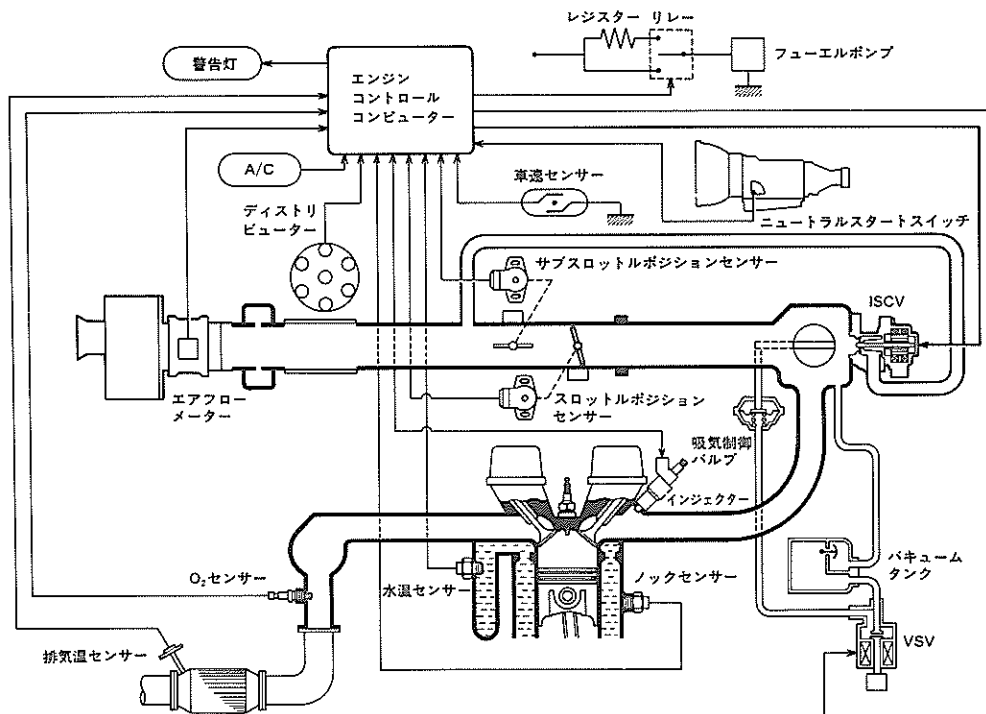 レジスター リレー
フューエルポンプ
警告灯
エンジン
コントロール
コンピューター
A/C
車速センサー
ディストリ
ビューター
ニュートラルスタートスイッチ
サブスロットルポジションセンサー
ISCV
エアフロー
メーター
スロットルポジション
センサー
吸気制御
バルブ
インジェクター
バキューム
タンク
O₂センサー
水温センサー
ノックセンサー
排気温センサー
VSV